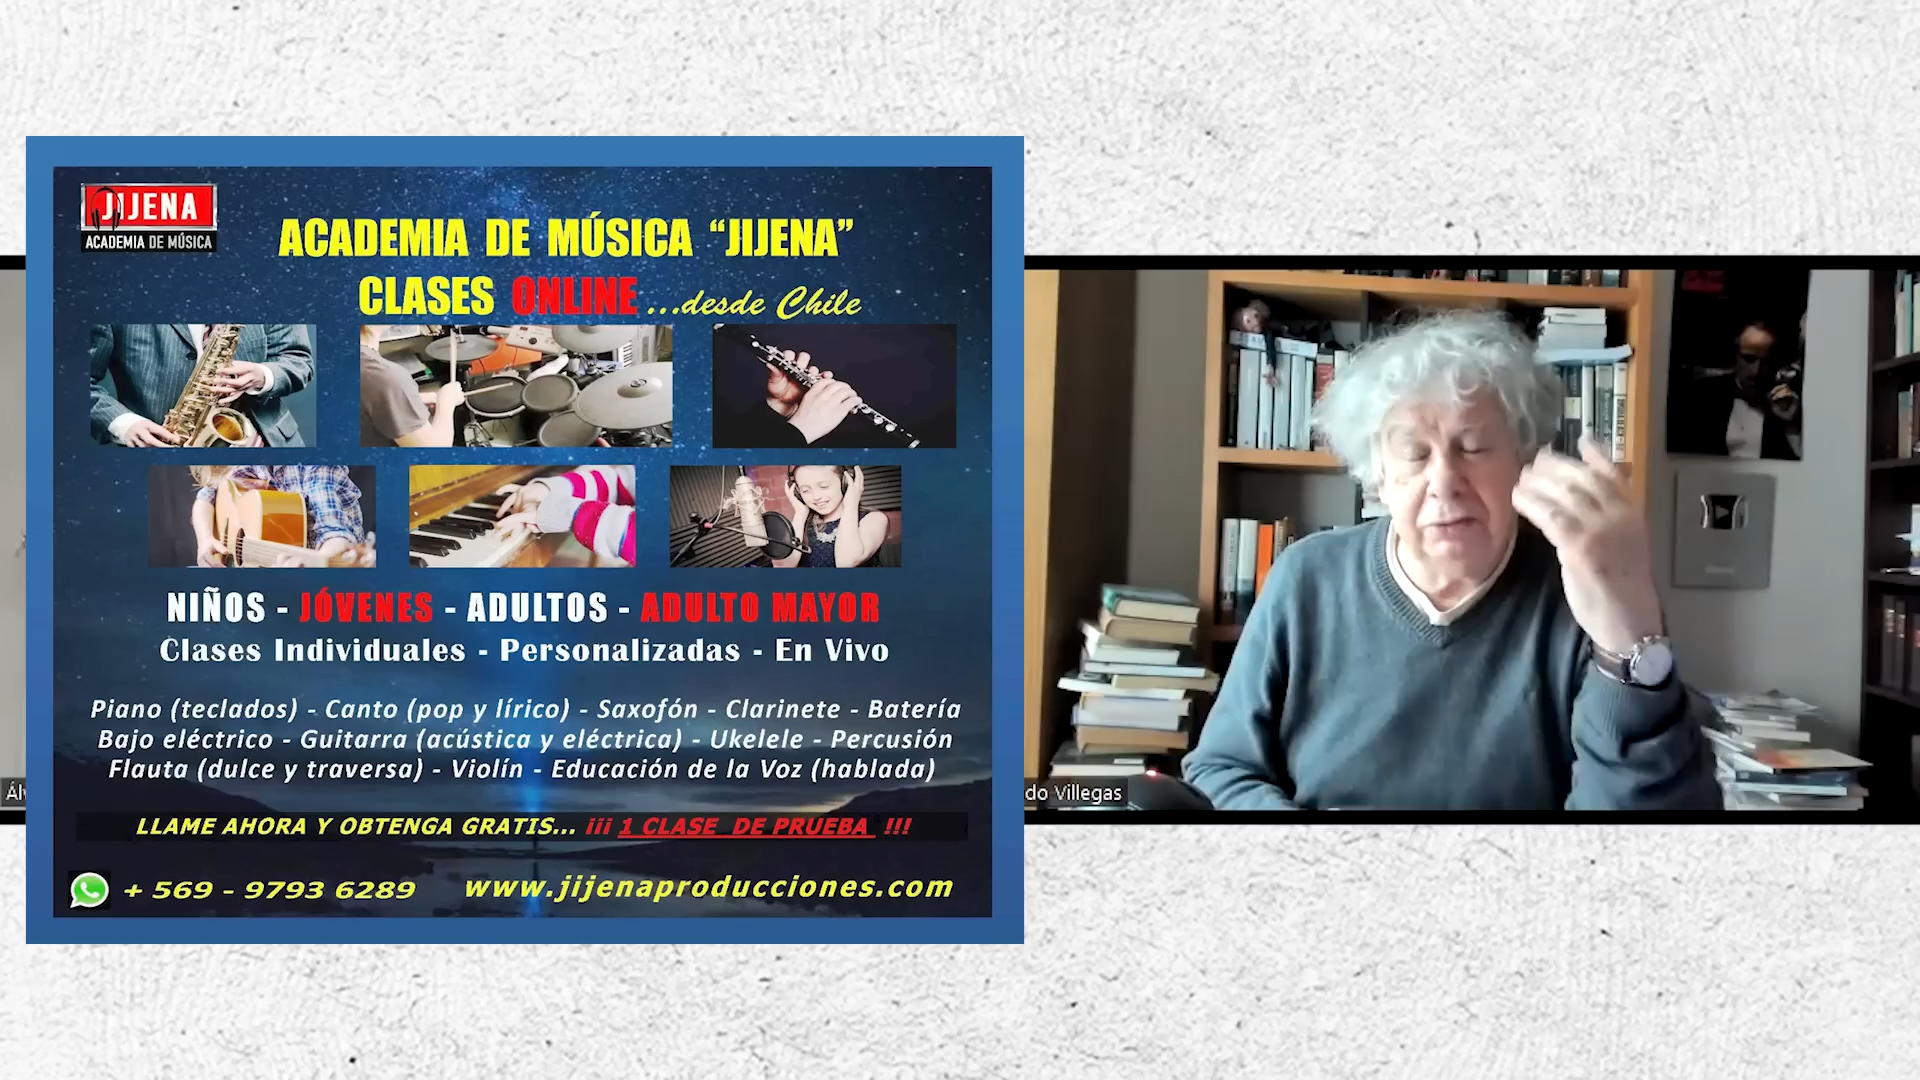 JIJENA
ACADEMIA DE MÚSICA
ACADEMIA DE MÚSICA “JIJENA”
CLASES ONLINE ...desde Chile
NIÑOS - JÓVENES - ADULTOS - ADULTO MAYOR
Clases Individuales - Personalizadas - En Vivo
Piano (teclados) - Canto (pop y lírico) - Saxofón - Clarinete - Batería
Bajo eléctrico - Guitarra (acústica y eléctrica) - Ukelele - Percusión
Flauta (dulce y traversa) - Violín - Educación de la Voz (hablada)
LLAME AHORA Y OBTENGA GRATIS... ¡¡¡ 1 CLASE DE PRUEBA !!!
+ 569 - 9793 6289 www.jijenaproducciones.com
do Villegas